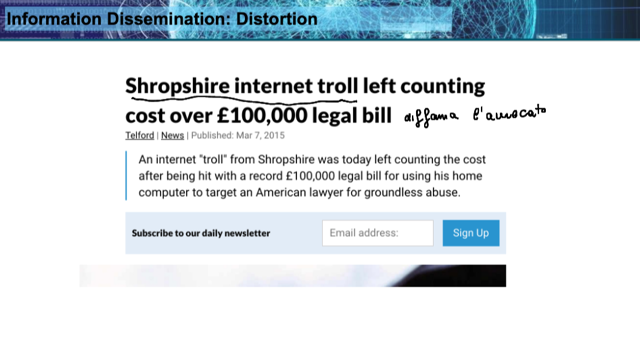 Information Dissemination: Distortion
Shropshire internet troll left counting
cost over £100,000 legal bill diffama l'avvocato
Telford | News | Published: Mar 7, 2015
An internet "troll" from Shropshire was today left counting the cost
after being hit with a record £100,000 legal bill for using his home
computer to target an American lawyer for groundless abuse.
Subscribe to our daily newsletter Email address: Sign Up